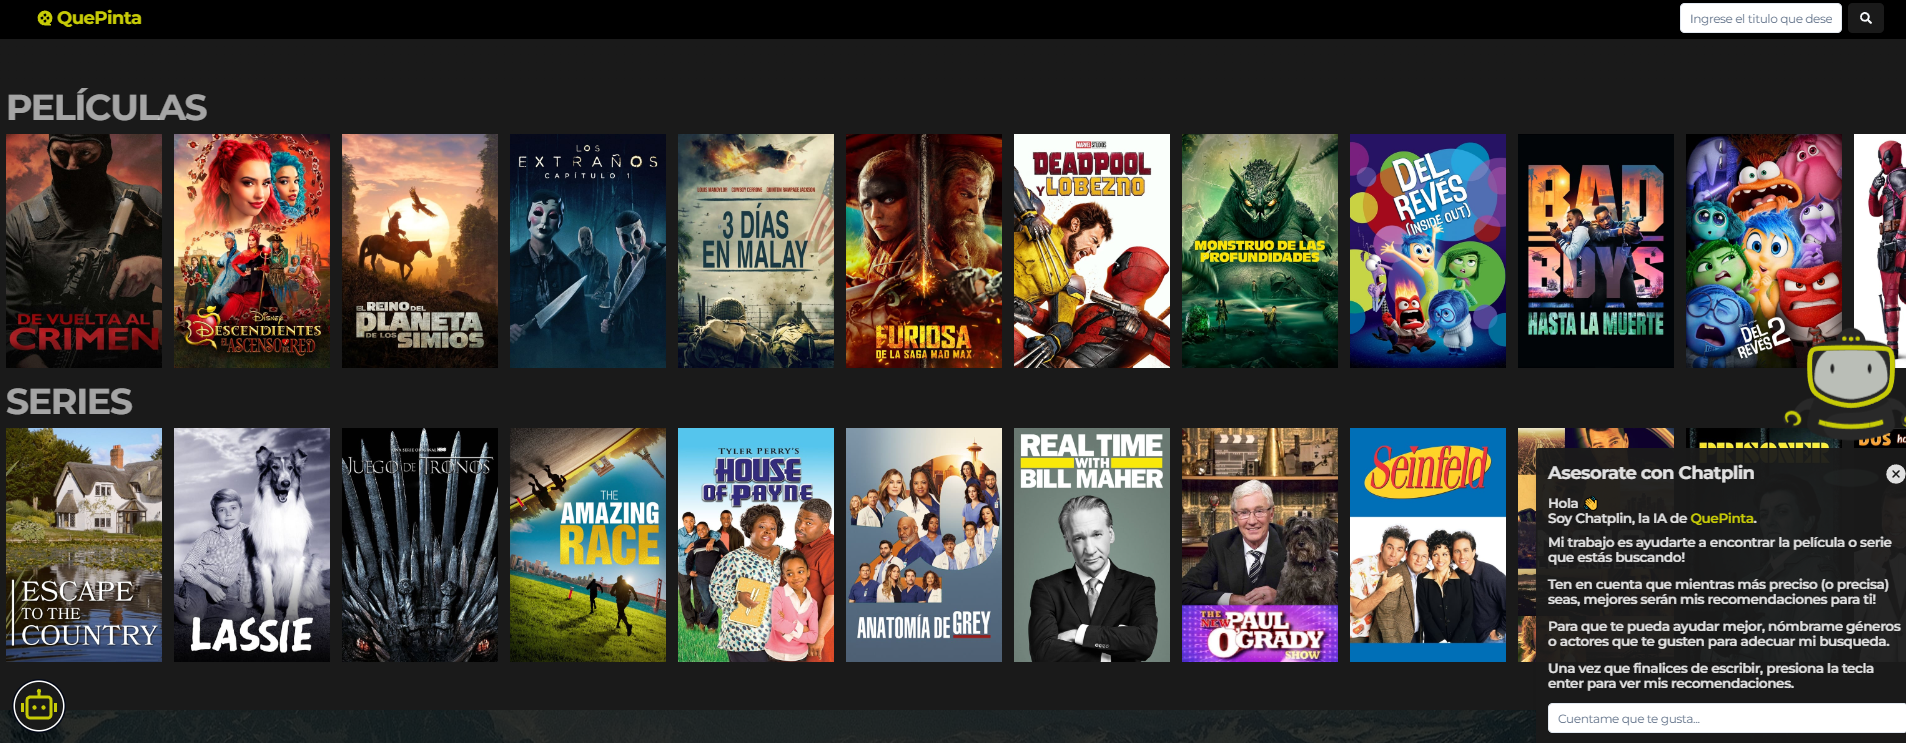 QuePinta
Ingrese el titulo que dese
PELÍCULAS
DE VUELTA AL
CRIMEN
Disney
DESCENDIENTES
EL ASCENSO DE RED
EL REINO DEL
PLANETA
DE LOS
SIMIOS
LOS
EXTRAÑOS
CAPÍTULO 1
3 DÍAS
EN MALAY
FURIOSA
DE LA SAGA MAD MAX
MARVEL STUDIOS
DEADPOOL
Y LOBEZNO
MONSTRUO DE LAS
PROFUNDIDADES
DEL
REVÉS
(INSIDE OUT)
BAD
BOYS
HASTA LA MUERTE
DEL
REVÉS 2
SERIES
ESCAPE
TO THE
COUNTRY
LASSIE
JUEGO DE TRONOS
THE
AMAZING
RACE
TYLER PERRY'S
HOUSE
OF PAYNE
ANATOMÍA DE GREY
REAL TIME
WITH
BILL MAHER
THE
NEW PAUL
O'GRADY
SHOW
Seinfeld
PRISONER
DOS
Asesorate con Chatplin
Hola 👋
Soy Chatplin, la IA de QuePinta.
Mi trabajo es ayudarte a encontrar la película o serie
que estás buscando!
Ten en cuenta que mientras más preciso (o precisa)
seas, mejores serán mis recomendaciones para ti!
Para que te pueda ayudar mejor, nómbrame géneros
o actores que te gusten para adecuar mi busqueda.
Una vez que finalices de escribir, presiona la tecla
enter para ver mis recomendaciones.
Cuentame que te gusta...